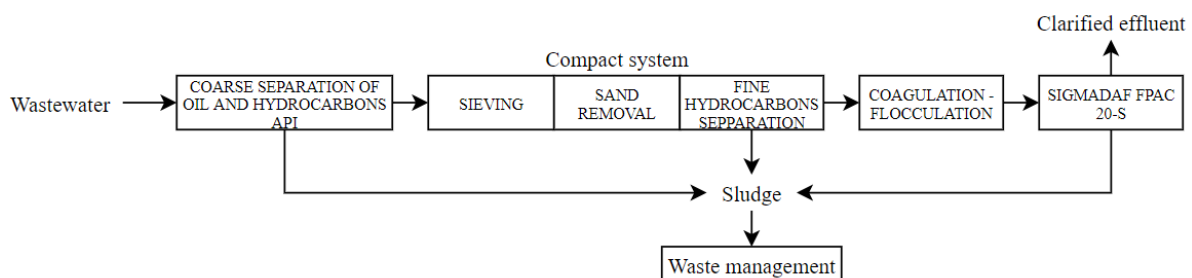 Clarified effluent
Compact system
Wastewater
COARSE SEPARATION OF
OIL AND HYDROCARBONS
API
SIEVING
SAND
REMOVAL
FINE
HYDROCARBONS
SEPPARATION
COAGULATION -
FLOCCULATION
SIGMADAF FPAC
20-S
Sludge
Waste management